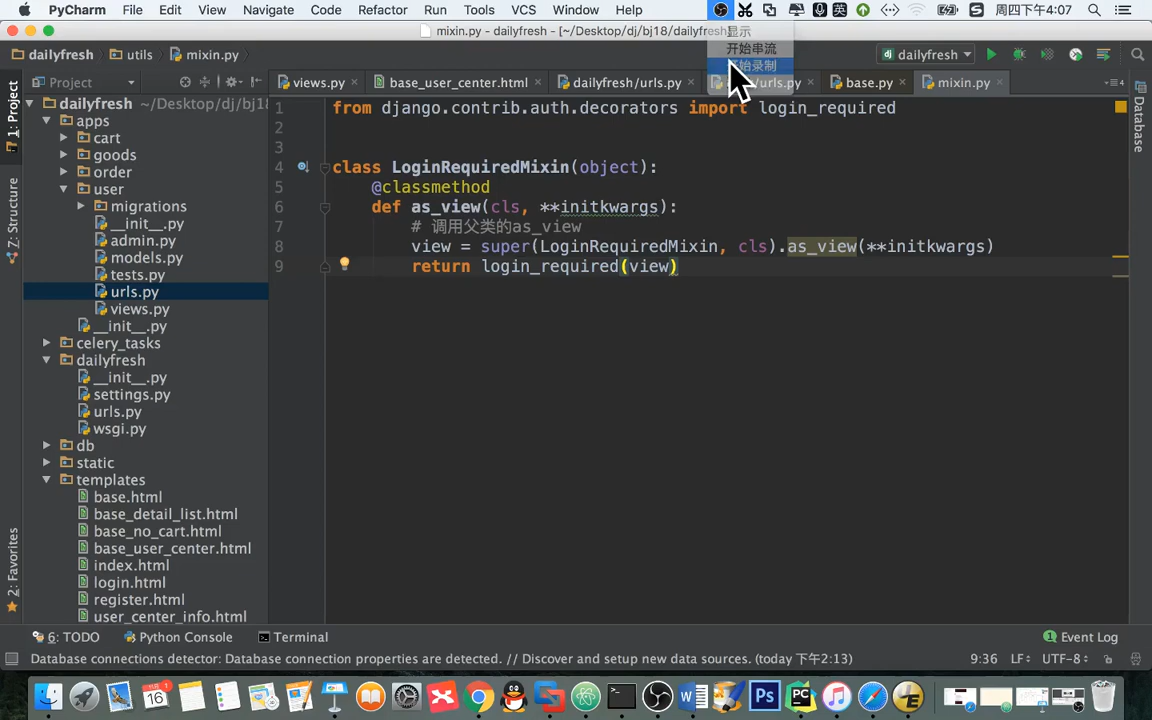 PyCharm File Edit View Navigate Code Refactor Run Tools VCS Window Help 周四下午4:07
mixin.py - dailyfresh - [~/Desktop/dj/bj18/dailyfresh 显示
开始串流
始录制
dailyfresh utils mixin.py dailyfresh
Project views.py base_user_center.html dailyfresh/urls.py /urls.py base.py mixin.py
1: Project
7: Structure
2: Favorites
Database
dailyfresh ~/Desktop/dj/bj18
apps
cart
goods
order
user
migrations
__init__.py
admin.py
models.py
tests.py
urls.py
views.py
__init__.py
celery_tasks
dailyfresh
__init__.py
settings.py
urls.py
wsgi.py
db
static
templates
base.html
base_detail_list.html
base_no_cart.html
base_user_center.html
index.html
login.html
register.html
user_center_info.html
1 from django.contrib.auth.decorators import login_required
2
3
4 class LoginRequiredMixin(object):
5 @classmethod
6 def as_view(cls, **initkwargs):
7 # 调用父类的as_view
8 view = super(LoginRequiredMixin, cls).as_view(**initkwargs)
9 return login_required(view)
6: TODO Python Console Terminal 1 Event Log
Database connections detector: Database connection properties are detected. // Discover and setup new data sources. (today 下午2:13) 9:36 LF÷ UTF-8÷